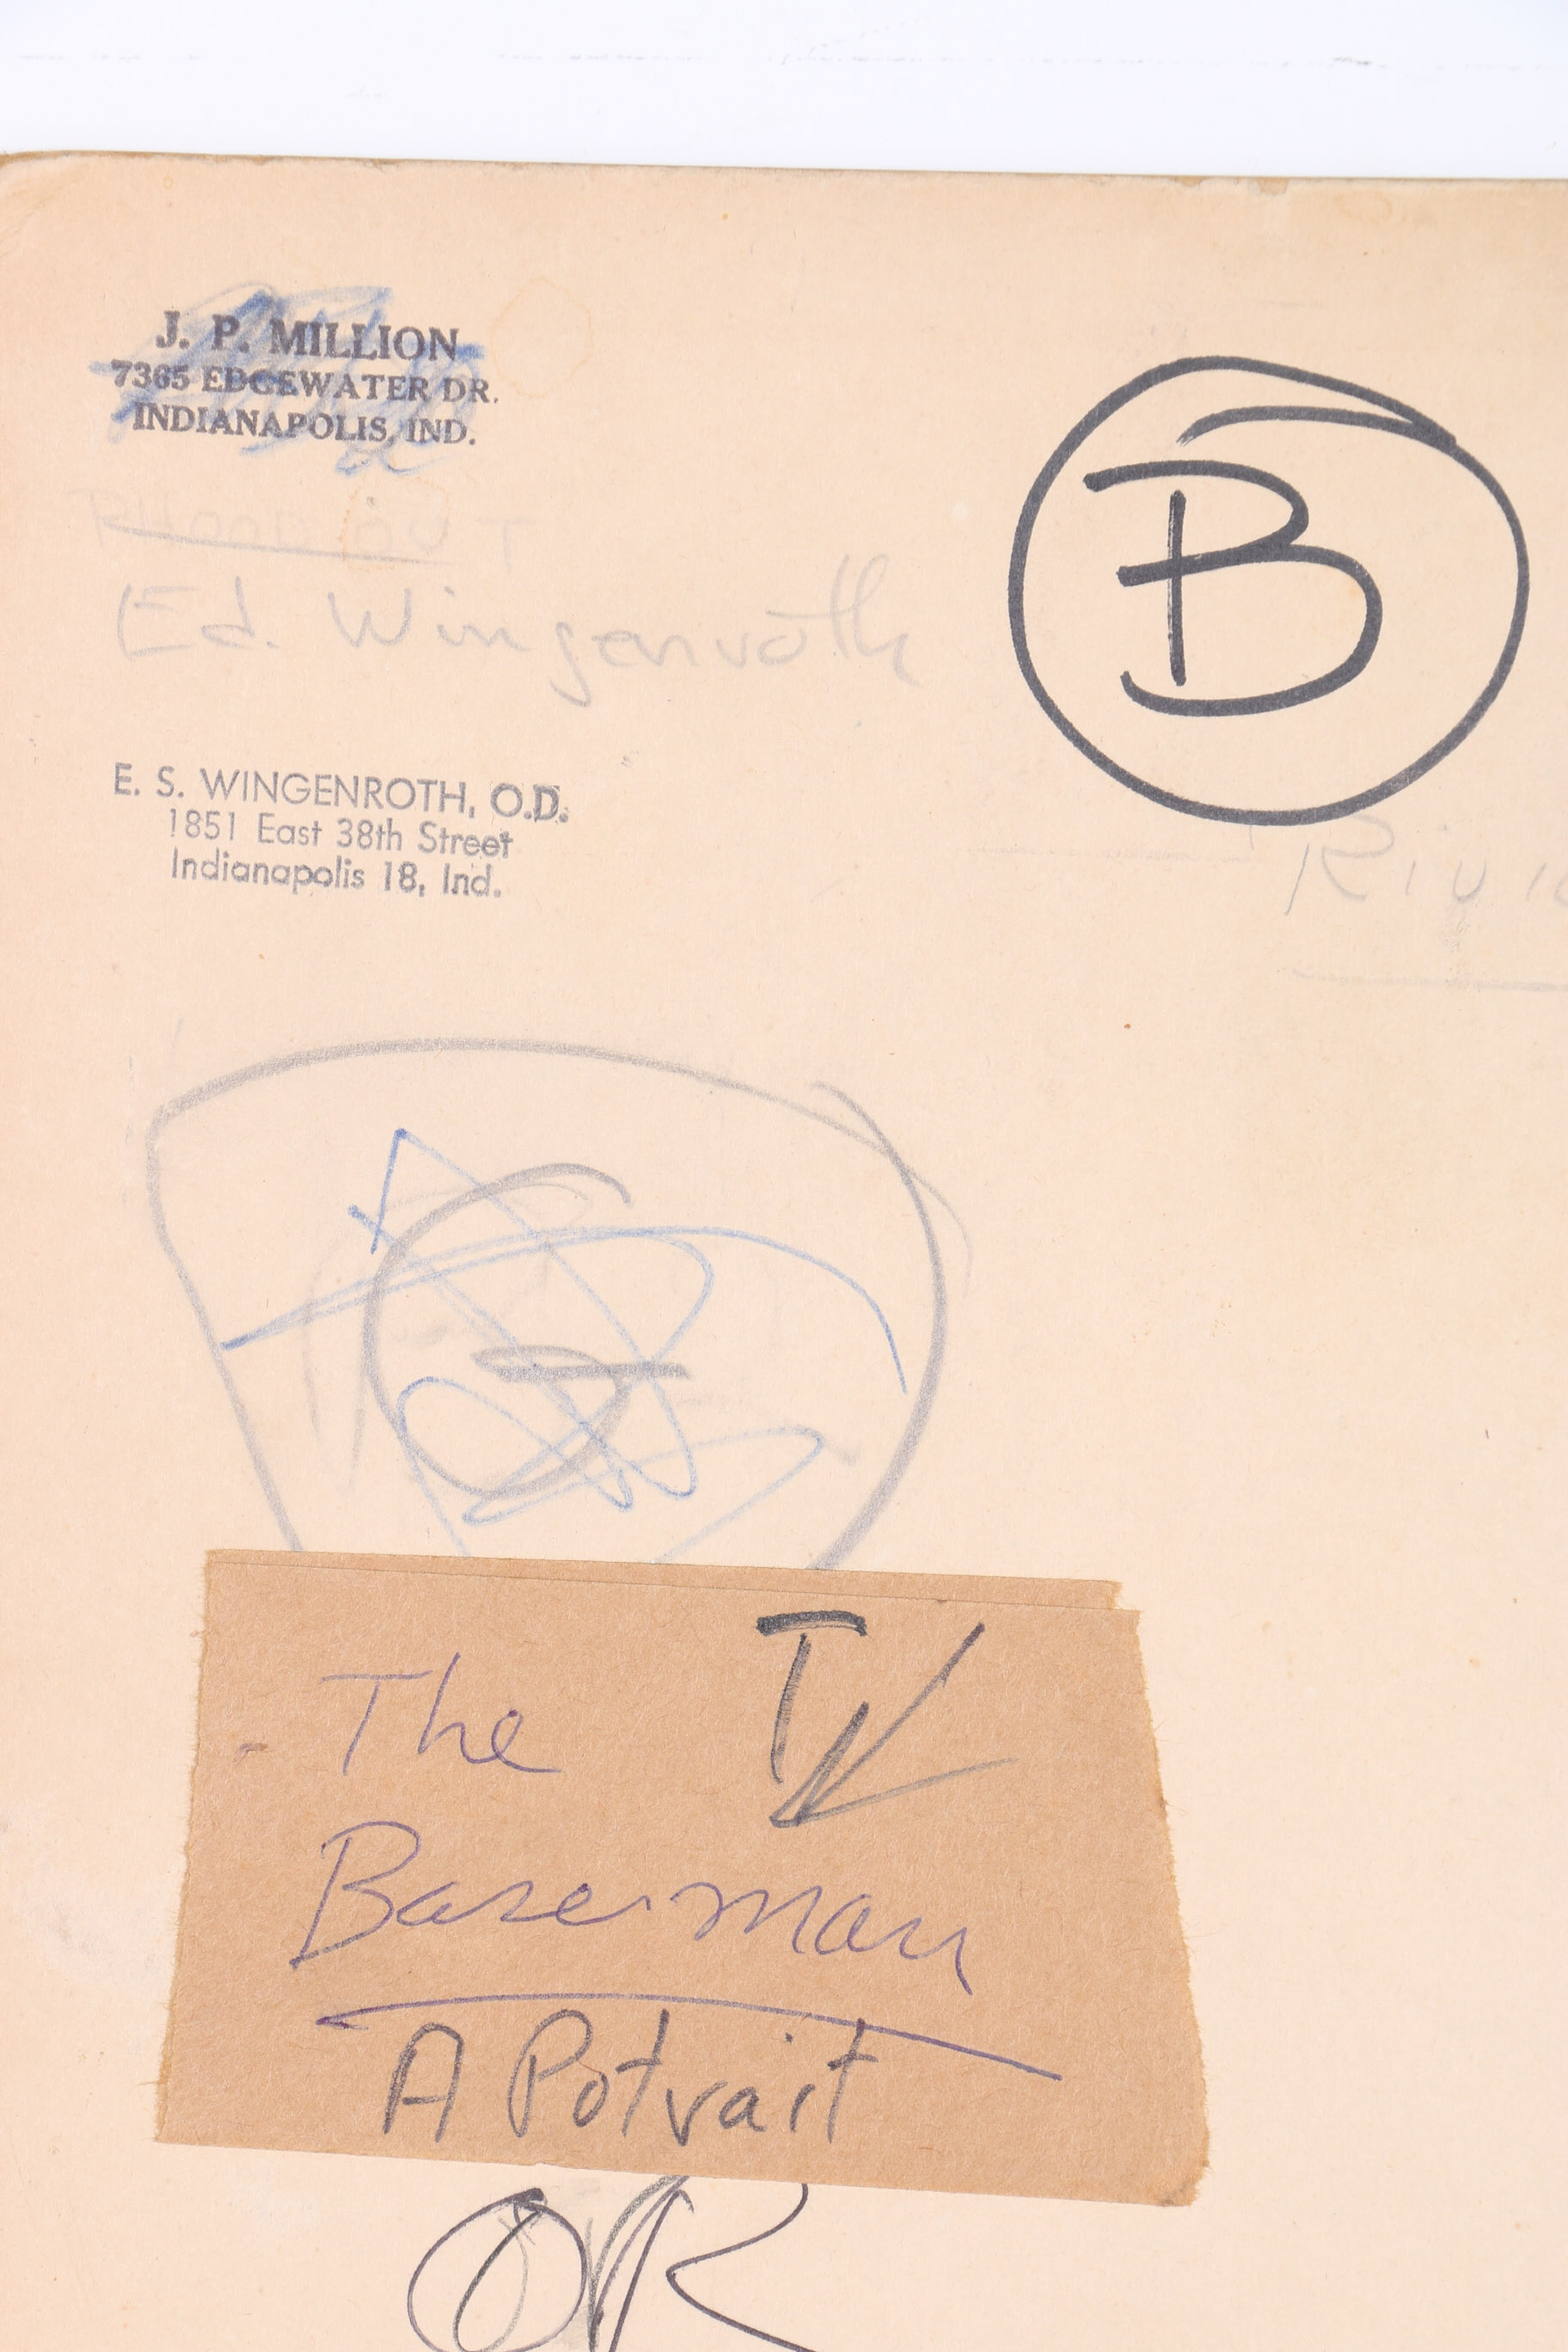 J. P. MILLION
7365 EDGEWATER DR.
INDIANAPOLIS, IND.
Ed. Wingenroth
B
E. S. WINGENROTH, O.D.
1851 East 38th Street
Indianapolis 18, Ind.
The
TV
Baseman
A Potrait
OK